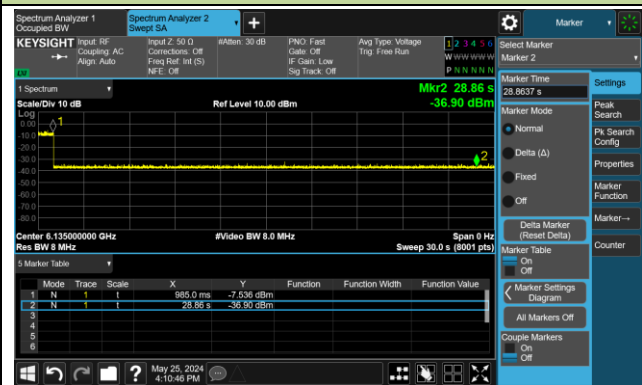 Spectrum Analyzer 1
Occupied BW
Spectrum Analyzer 2
Swept SA
Marker
KEYSIGHT
Input: RF
Coupling: AC
Align: Auto
Input Z: 50 Ω
Corrections: Off
Freq Ref: Int (S)
NFE: Off
#Atten: 30 dB
PNO: Fast
Gate: Off
IF Gain: Low
Sig Track: Off
Avg Type: Voltage
Trig: Free Run
1 2 3 4 5 6
W W W W W W
P N N N N N
Select Marker
Marker 2
1 Spectrum
Scale/Div 10 dB
Ref Level 10.00 dBm
Mkr2 28.86 s
-36.90 dBm
Log
0.00
-10.0
-20.0
-30.0
-40.0
-50.0
-60.0
-70.0
-80.0
1
2
Center 6.135000000 GHz
#Video BW 8.0 MHz
Span 0 Hz
Res BW 8 MHz
Sweep 30.0 s (8001 pts)
5 Marker Table
Mode Trace Scale X Y Function Function Width Function Value
1 N 1 t 985.0 ms -7.536 dBm
2 N 1 t 28.86 s -36.90 dBm
3
4
5
6
May 25, 2024
4:10:46 PM
Marker Time
28.8637 s
Marker Mode
Normal
Delta (Δ)
Fixed
Off
Delta Marker
(Reset Delta)
Marker Table
On
Off
Marker Settings
Diagram
All Markers Off
Couple Markers
On
Off
Settings
Peak
Search
Pk Search
Config
Properties
Marker
Function
Marker→
Counter